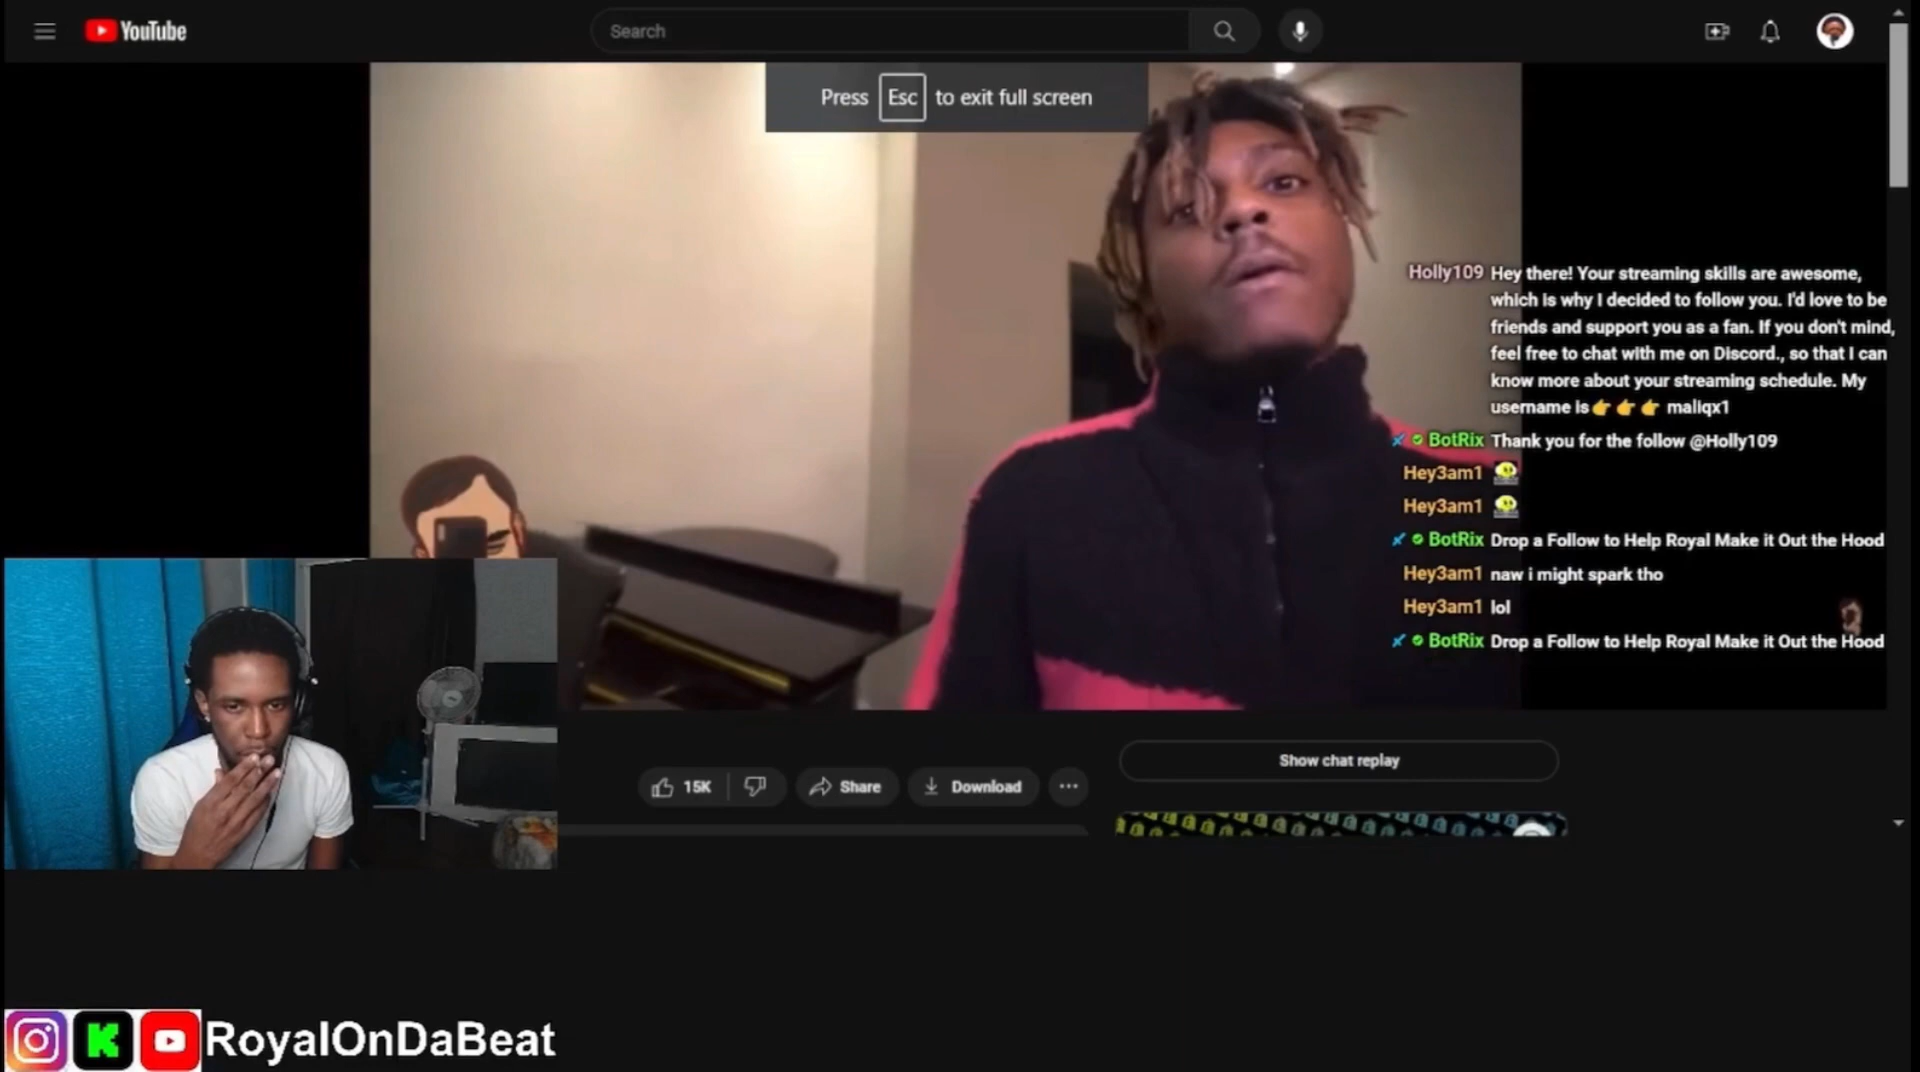 YouTube
Search
Press Esc to exit full screen
Holly109 Hey there! Your streaming skills are awesome,
which is why I decided to follow you. I'd love to be
friends and support you as a fan. If you don't mind,
feel free to chat with me on Discord., so that I can
know more about your streaming schedule. My
username is👉👉👉 maliqx1
BotRix Thank you for the follow @Holly109
Hey3am1
Hey3am1
BotRix Drop a Follow to Help Royal Make it Out the Hood
Hey3am1 naw i might spark tho
Hey3am1 lol
BotRix Drop a Follow to Help Royal Make it Out the Hood
Show chat replay
15K Share Download
RoyalOnDaBeat